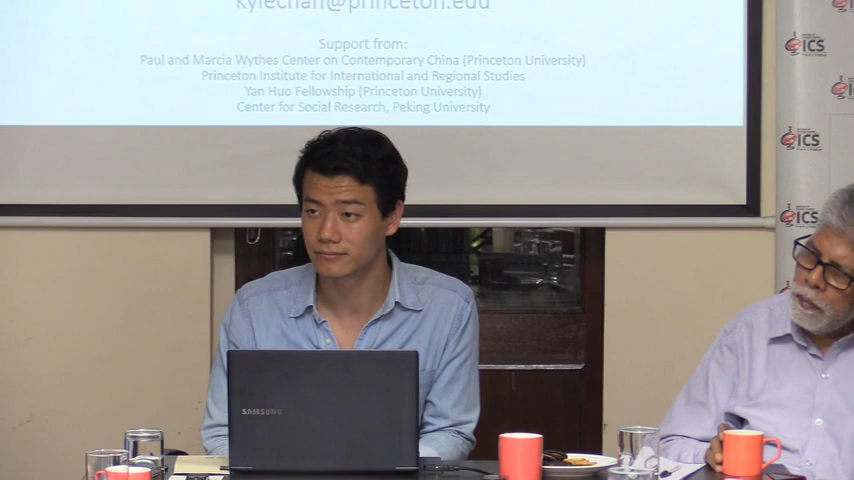 kylechan@princeton.edu
Support from:
Paul and Marcia Wythes Center on Contemporary China (Princeton University)
Princeton Institute for International and Regional Studies
Yan Huo Fellowship (Princeton University)
Center for Social Research, Peking University
ICS
ICS
ICS
SAMSUNG